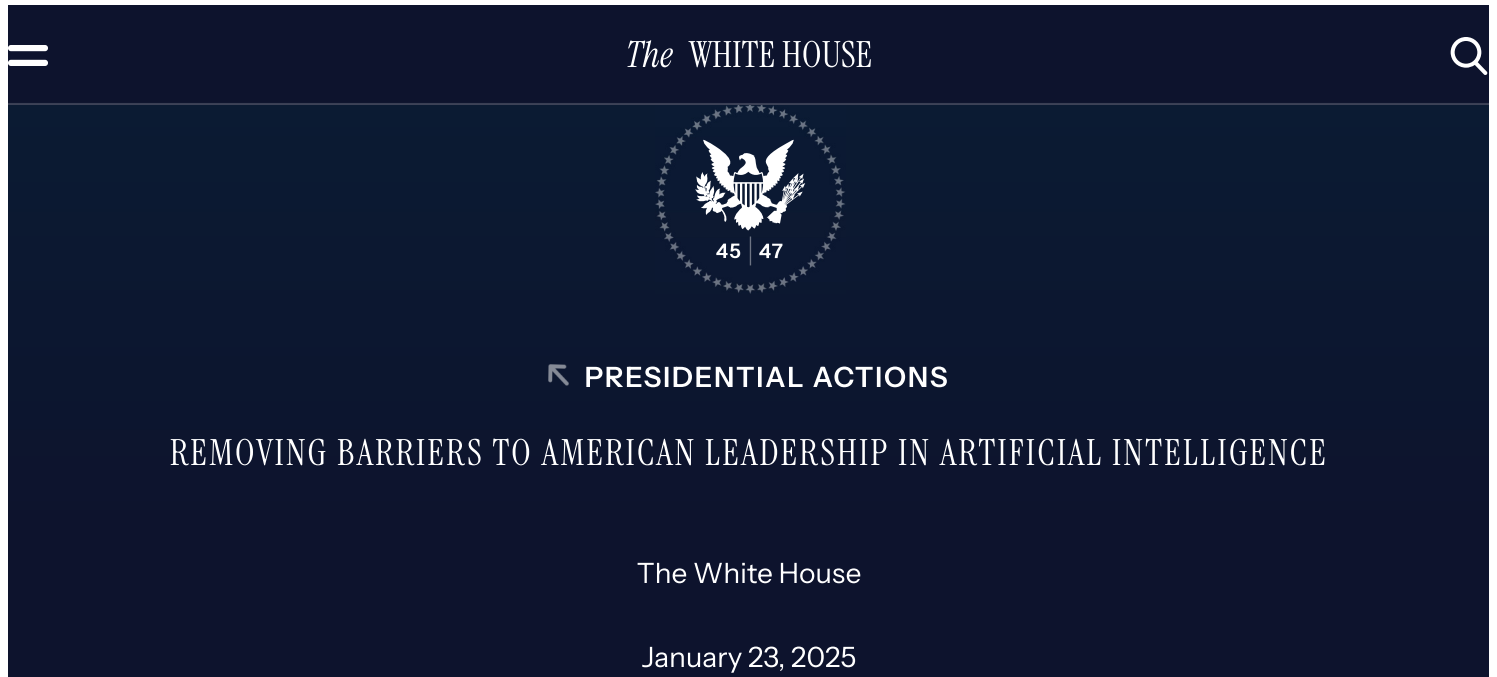 The WHITE HOUSE
45 | 47
PRESIDENTIAL ACTIONS
REMOVING BARRIERS TO AMERICAN LEADERSHIP IN ARTIFICIAL INTELLIGENCE
The White House
January 23, 2025